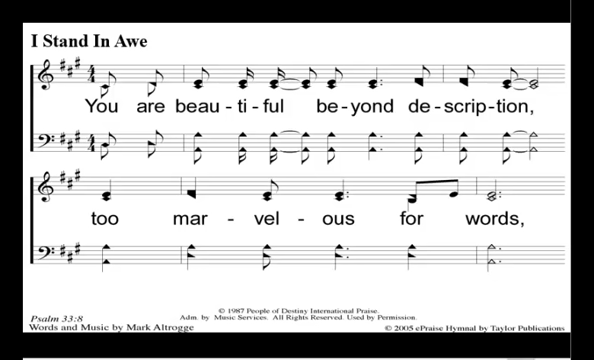 I Stand In Awe
You are beau - ti - ful be - yond de - scrip - tion,
too mar - vel - ous for words,
© 1987 People of Destiny International Praise.
Adm. by Music Services. All Rights Reserved. Used by Permission.
Psalm 33:8
Words and Music by Mark Altrogge
© 2005 ePraise Hymnal by Taylor Publications